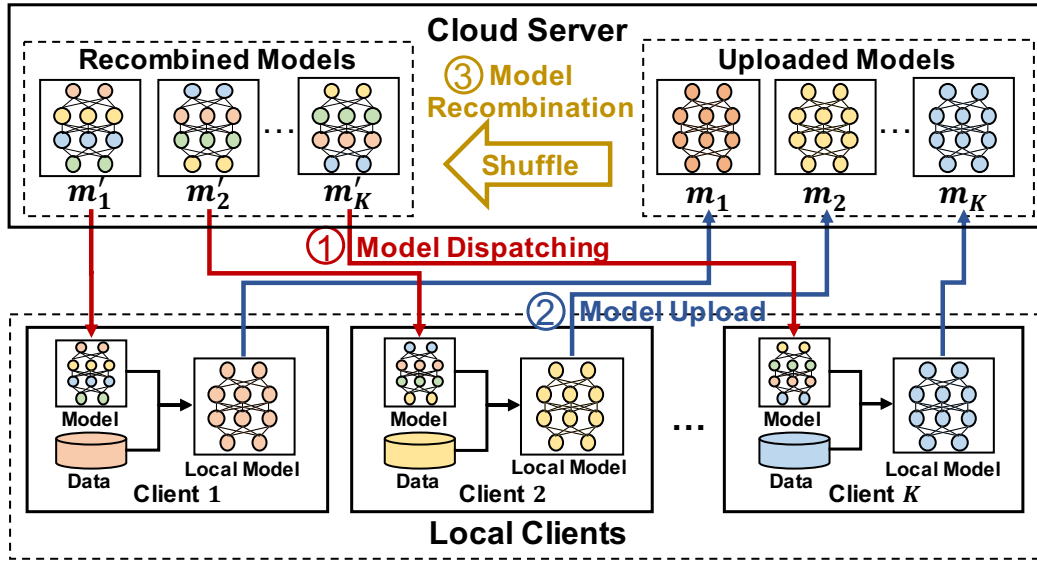 Cloud Server
Recombined Models
Uploaded Models
③ Model
Recombination
Shuffle
...
...
m′₁
m′₂
m′_K
m₁
m₂
m_K
① Model Dispatching
② Model Upload
Model
Data
Local Model
Client 1
Model
Data
Local Model
Client 2
...
Model
Data
Local Model
Client K
Local Clients